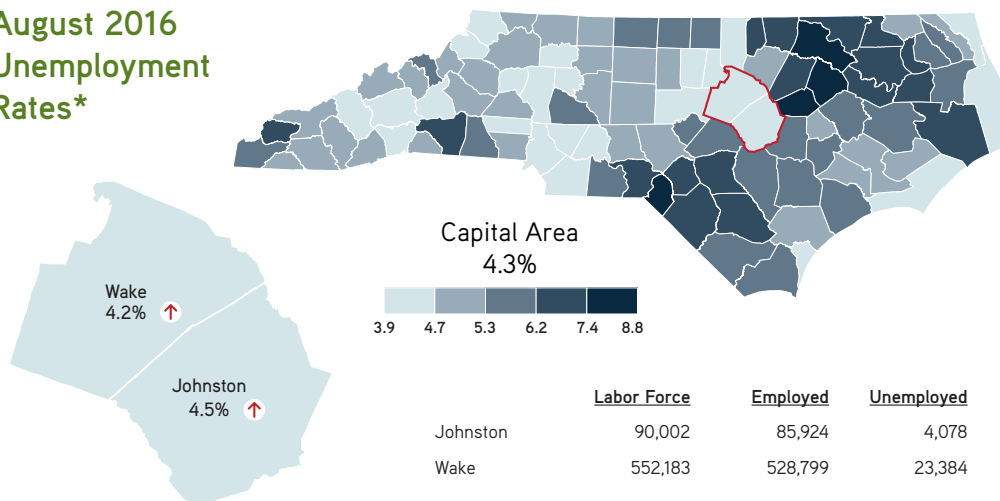 August 2016
Unemployment
Rates*
Capital Area
4.3%
3.9 4.7 5.3 6.2 7.4 8.8
Wake
4.2%
Johnston
4.5%
Labor Force Employed Unemployed
Johnston 90,002 85,924 4,078
Wake 552,183 528,799 23,384